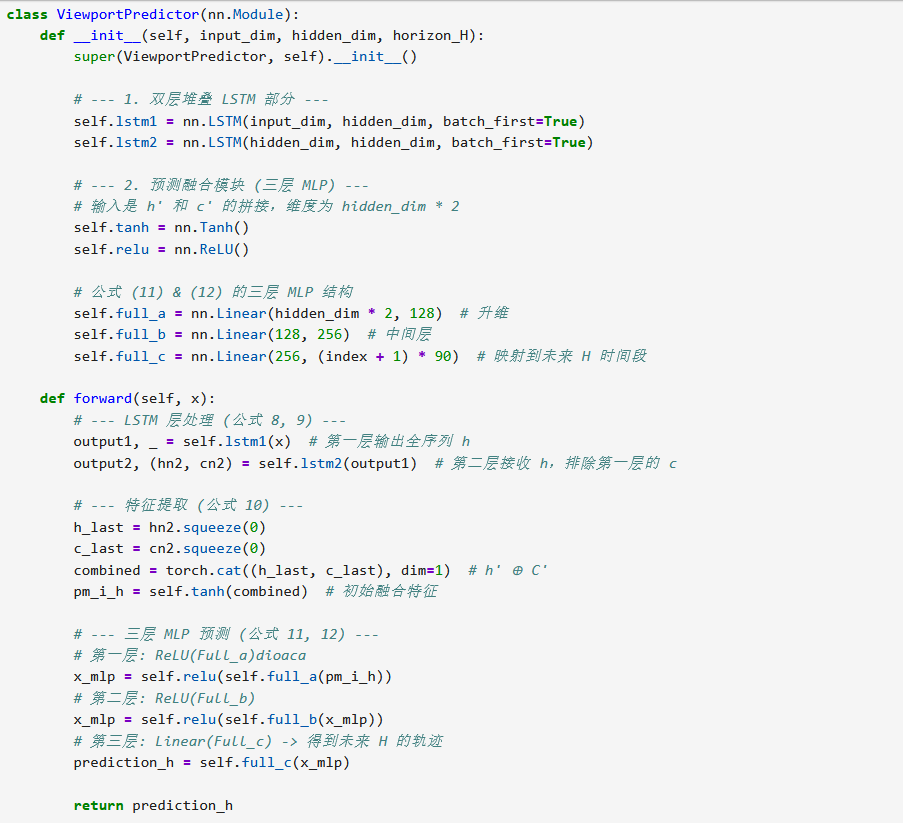 class ViewportPredictor(nn.Module):
    def __init__(self, input_dim, hidden_dim, horizon_H):
        super(ViewportPredictor, self).__init__()

        # --- 1. 双层堆叠 LSTM 部分 ---
        self.lstm1 = nn.LSTM(input_dim, hidden_dim, batch_first=True)
        self.lstm2 = nn.LSTM(hidden_dim, hidden_dim, batch_first=True)

        # --- 2. 预测融合模块 (三层 MLP) ---
        # 输入是 h' 和 c' 的拼接，维度为 hidden_dim * 2
        self.tanh = nn.Tanh()
        self.relu = nn.ReLU()

        # 公式 (11) & (12) 的三层 MLP 结构
        self.full_a = nn.Linear(hidden_dim * 2, 128)  # 升维
        self.full_b = nn.Linear(128, 256)  # 中间层
        self.full_c = nn.Linear(256, (index + 1) * 90)  # 映射到未来 H 时间段

    def forward(self, x):
        # --- LSTM 层处理 (公式 8, 9) ---
        output1, _ = self.lstm1(x)  # 第一层输出全序列 h
        output2, (hn2, cn2) = self.lstm2(output1)  # 第二层接收 h，排除第一层的 c

        # --- 特征提取 (公式 10) ---
        h_last = hn2.squeeze(0)
        c_last = cn2.squeeze(0)
        combined = torch.cat((h_last, c_last), dim=1)  # h' ⊕ C'
        pm_i_h = self.tanh(combined)  # 初始融合特征

        # --- 三层 MLP 预测 (公式 11, 12) ---
        # 第一层: ReLU(Full_a)dioaca
        x_mlp = self.relu(self.full_a(pm_i_h))
        # 第二层: ReLU(Full_b)
        x_mlp = self.relu(self.full_b(x_mlp))
        # 第三层: Linear(Full_c) -> 得到未来 H 的轨迹
        prediction_h = self.full_c(x_mlp)

        return prediction_h